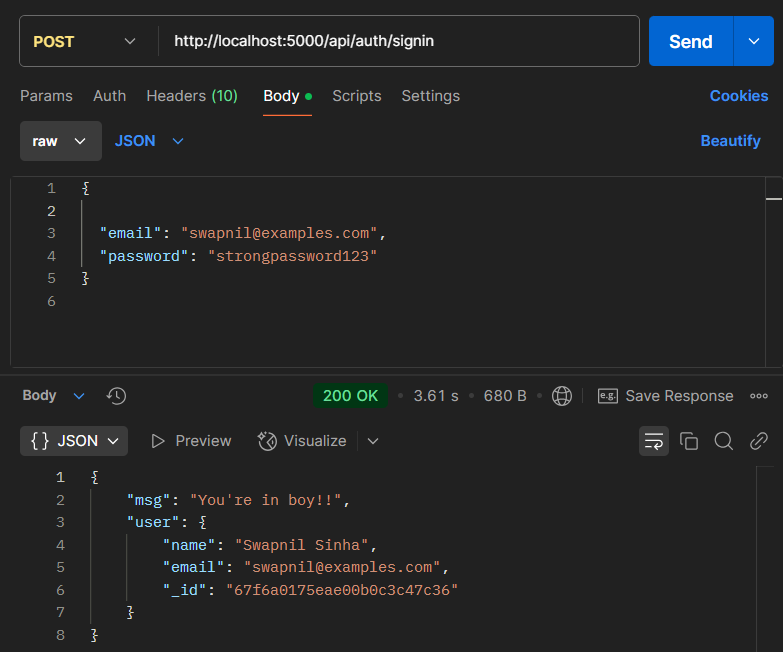 POST http://localhost:5000/api/auth/signin Send
Params Auth Headers (10) Body Scripts Settings Cookies
raw JSON Beautify
1 {
2
3 "email": "swapnil@examples.com",
4 "password": "strongpassword123"
5 }
6
Body 200 OK • 3.61 s • 680 B • e.g. Save Response
{} JSON Preview Visualize
1 {
2 "msg": "You're in boy!!",
3 "user": {
4 "name": "Swapnil Sinha",
5 "email": "swapnil@examples.com",
6 "_id": "67f6a0175eae00b0c3c47c36"
7 }
8 }